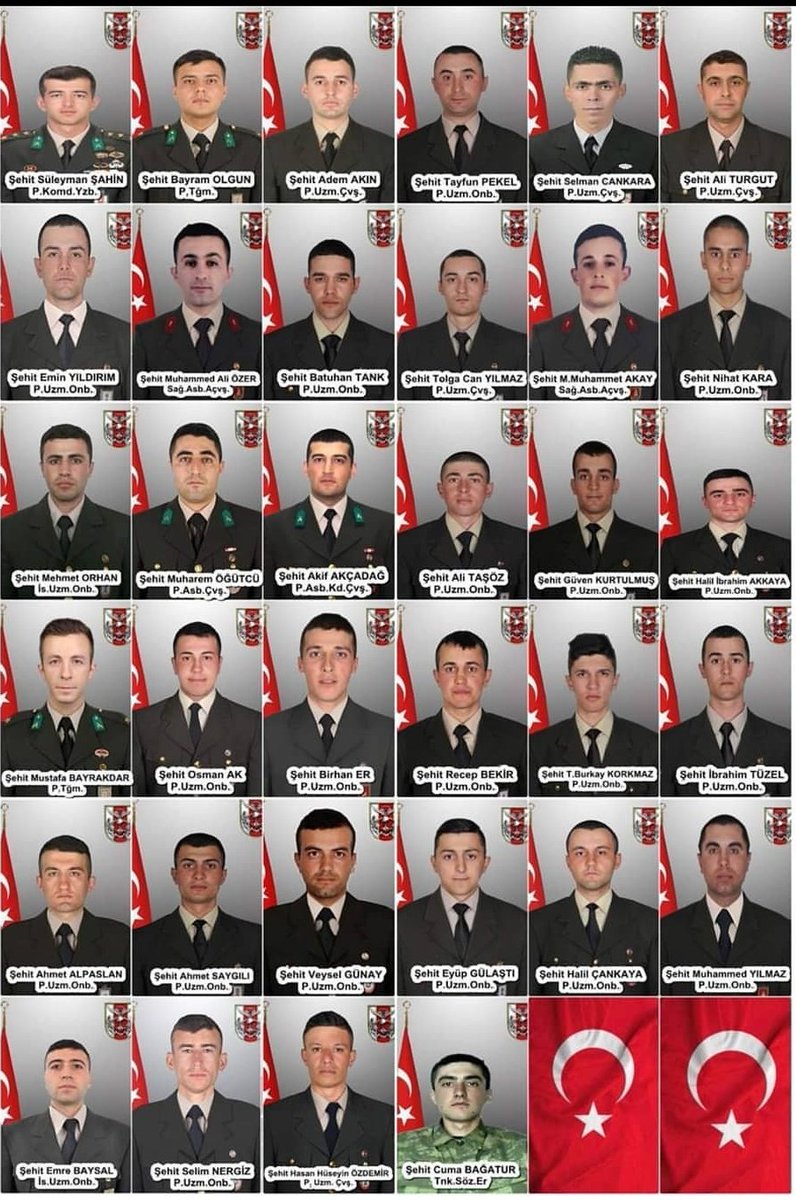 Şehit Süleyman ŞAHİN
P.Komd.Yzb.
Şehit Bayram OLGUN
P,Tğm.
Şehit Adem AKIN
P.Uzm.Çvş.
Şehit Tayfun PEKEL
P.Uzm.Onb.
Şehit Selman CANKARA
P.Uzm.Çvş.
Şehit Ali TURGUT
P.Uzm.Çvş.
Şehit Emin YILDIRIM
P.Uzm.Onb.
Şehit Muhammed Ali ÖZER
Sağ.Asb.Açvş.
Şehit Batuhan TANK
P.Uzm.Onb.
Şehit Tolga Can YILMAZ
P.Uzm.Çvş.
Şehit M.Muhammet AKAY
Sağ.Asb.Açvş.
Şehit Nihat KARA
P.Uzm.Onb.
Şehit Mehmet ORHAN
İs.Uzm.Onb.
Şehit Muharem ÖĞÜTCÜ
P.Asb.Çvş.
Şehit Akif AKÇADAĞ
P.Asb.Kd.Çvş.
Şehit Ali TAŞÖZ
P.Uzm.Onb.
Şehit Güven KURTULMUŞ
P.Uzm.Onb.
Şehit Halil İbrahim AKKAYA
P.Uzm.Onb.
Şehit Mustafa BAYRAKDAR
P.Tğm.
Şehit Osman AK
P.Uzm.Onb.
Şehit Birhan ER
P.Uzm.Onb.
Şehit Recep BEKİR
P.Uzm.Onb.
Şehit T.Burkay KORKMAZ
P.Uzm.Onb.
Şehit İbrahim TÜZEL
P.Uzm.Onb.
Şehit Ahmet ALPASLAN
P.Uzm.Onb.
Şehit Ahmet SAYGILI
P.Uzm.Onb.
Şehit Veysel GÜNAY
P.Uzm.Onb.
Şehit Eyüp GÜLAŞTI
P.Uzm.Onb.
Şehit Halil ÇANKAYA
P.Uzm.Onb.
Şehit Muhammed YILMAZ
P.Uzm.Onb.
Şehit Emre BAYSAL
İs.Uzm.Onb.
Şehit Selim NERGİZ
P.Uzm.Onb.
Şehit Hasan Hüseyin ÖZDEMİR
P, Uzm. Çvş.
Şehit Cuma BAĞATUR
Tnk.Söz.Er